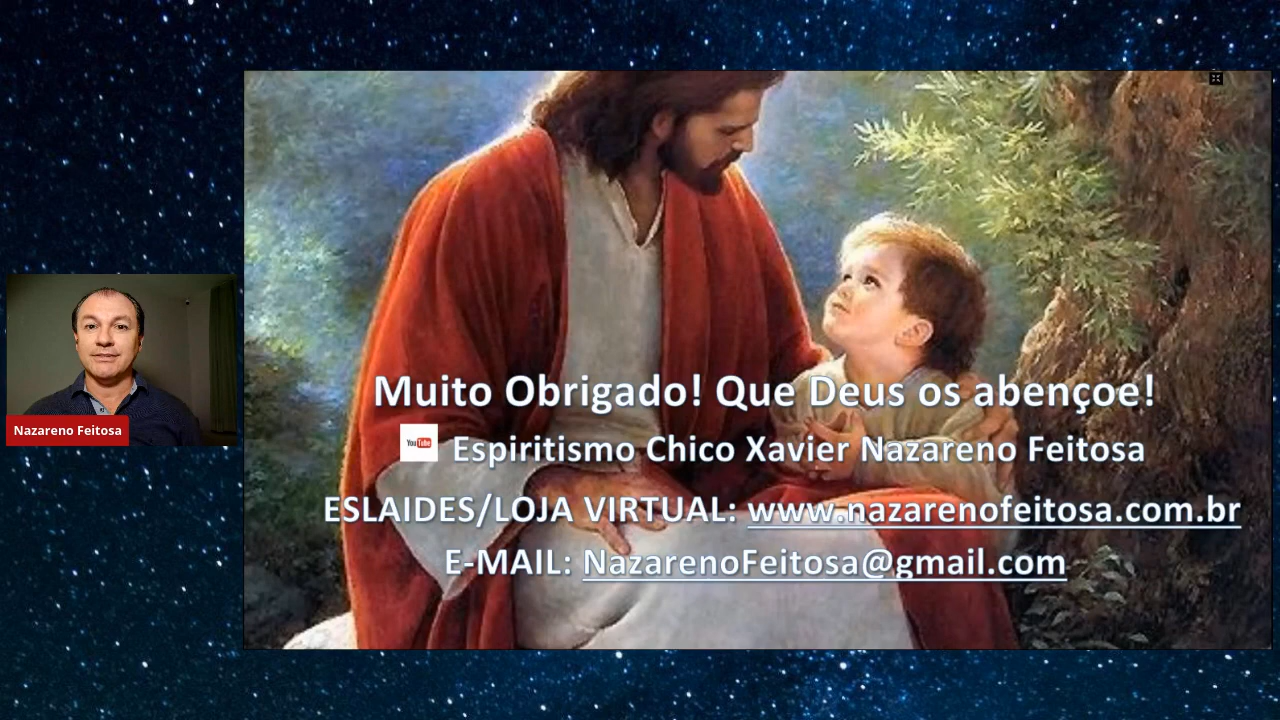 Muito Obrigado! Que Deus os abençoe!
YouTube Espiritismo Chico Xavier Nazareno Feitosa
ESLAIDES/LOJA VIRTUAL: www.nazarenofeitosa.com.br
E-MAIL: NazarenoFeitosa@gmail.com
Nazareno Feitosa